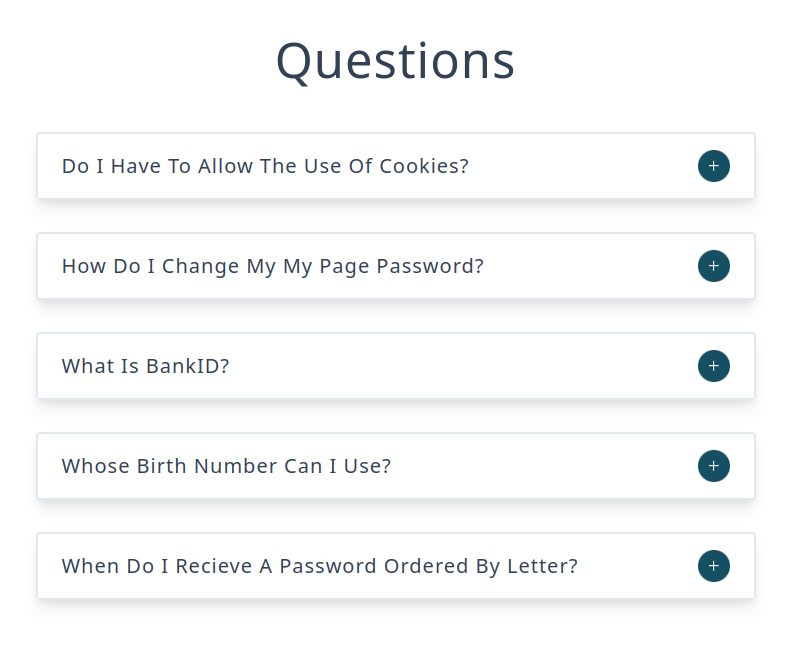 Questions
Do I Have To Allow The Use Of Cookies?
How Do I Change My My Page Password?
What Is BankID?
Whose Birth Number Can I Use?
When Do I Recieve A Password Ordered By Letter?